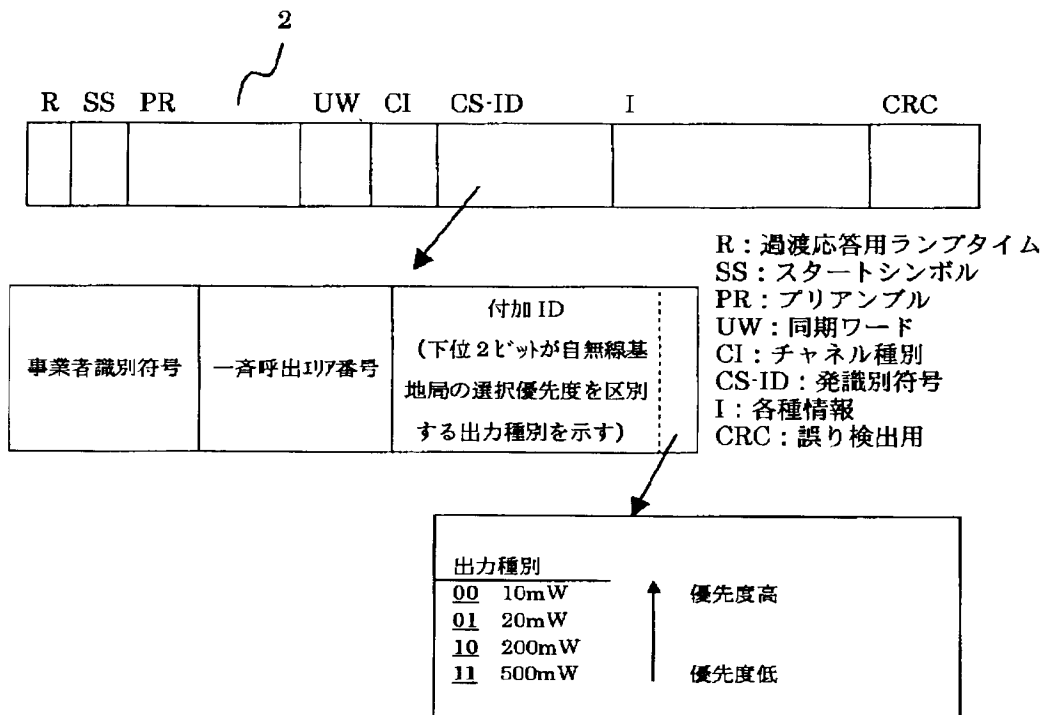 2
R SS PR UW CI CS-ID I CRC
R：過渡応答用ランプタイム
SS：スタートシンボル
PR：プリアンブル
UW：同期ワード
CI：チャネル種別
CS-ID：発識別符号
I：各種情報
CRC：誤り検出用
事業者識別符号
一斉呼出ｴﾘｱ番号
付加 ID
(下位 2 ﾋﾞｯﾄが自無線基
地局の選択優先度を区別
する出力種別を示す)
出力種別
00 10mW 優先度高
01 20mW
10 200mW
11 500mW 優先度低